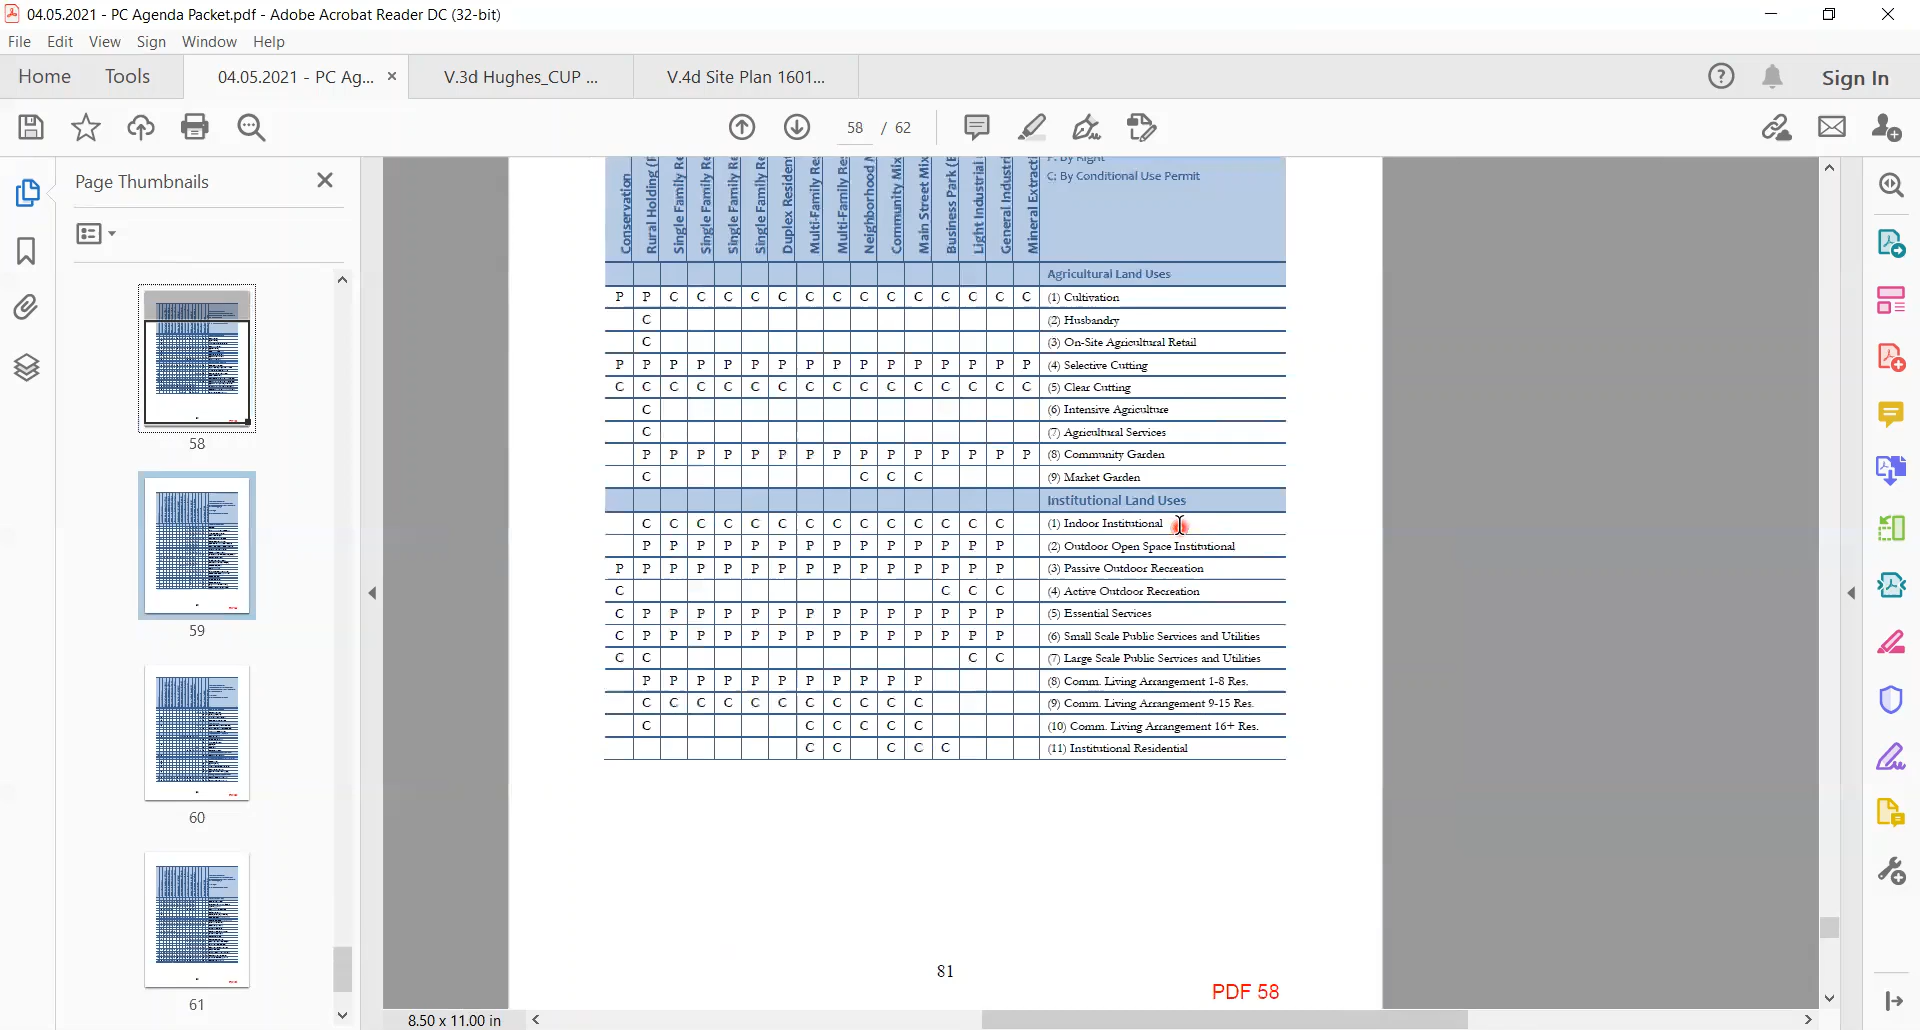 04.05.2021 - PC Agenda Packet.pdf - Adobe Acrobat Reader DC (32-bit)
File Edit View Sign Window Help
Home Tools 04.05.2021 - PC Ag... × V.3d Hughes_CUP ... V.4d Site Plan 1601... Sign In
58 / 62
Page Thumbnails
58
59
60
61
P: By Right
C: By Conditional Use Permit
Conservation
Rural Holding (
Single Family Re
Single Family Re
Single Family Re
Single Family Re
Duplex Resident
Multi-Family Re
Multi-Family Re
Neighborhood M
Community Mix
Main Street Mix
Business Park (
Light Industrial
General Industri
Mineral Extracti
Agricultural Land Uses
P P C C C C C C C C C C C C C C (1) Cultivation
C (2) Husbandry
C (3) On-Site Agricultural Retail
P P P P P P P P P P P P P P P P (4) Selective Cutting
C C C C C C C C C C C C C C C C (5) Clear Cutting
C (6) Intensive Agriculture
C (7) Agricultural Services
P P P P P P P P P P P P P P P (8) Community Garden
C C C C (9) Market Garden
Institutional Land Uses
C C C C C C C C C C C C C C (1) Indoor Institutional
P P P P P P P P P P P P P P (2) Outdoor Open Space Institutional
P P P P P P P P P P P P P P P (3) Passive Outdoor Recreation
C C C C (4) Active Outdoor Recreation
C P P P P P P P P P P P P P P (5) Essential Services
C P P P P P P P P P P P P P P (6) Small Scale Public Services and Utilities
C C C C (7) Large Scale Public Services and Utilities
P P P P P P P P P P P (8) Comm. Living Arrangement 1-8 Res.
C C C C C C C C C C C (9) Comm. Living Arrangement 9-15 Res.
C C C C C C (10) Comm. Living Arrangement 16+ Res.
C C C C C (11) Institutional Residential
81
PDF 58
8.50 x 11.00 in